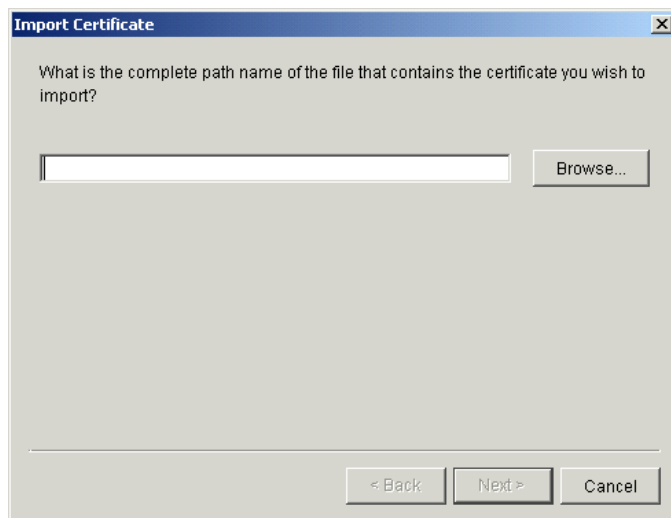 Import Certificate
What is the complete path name of the file that contains the certificate you wish to
import?
Browse...
< Back
Next >
Cancel